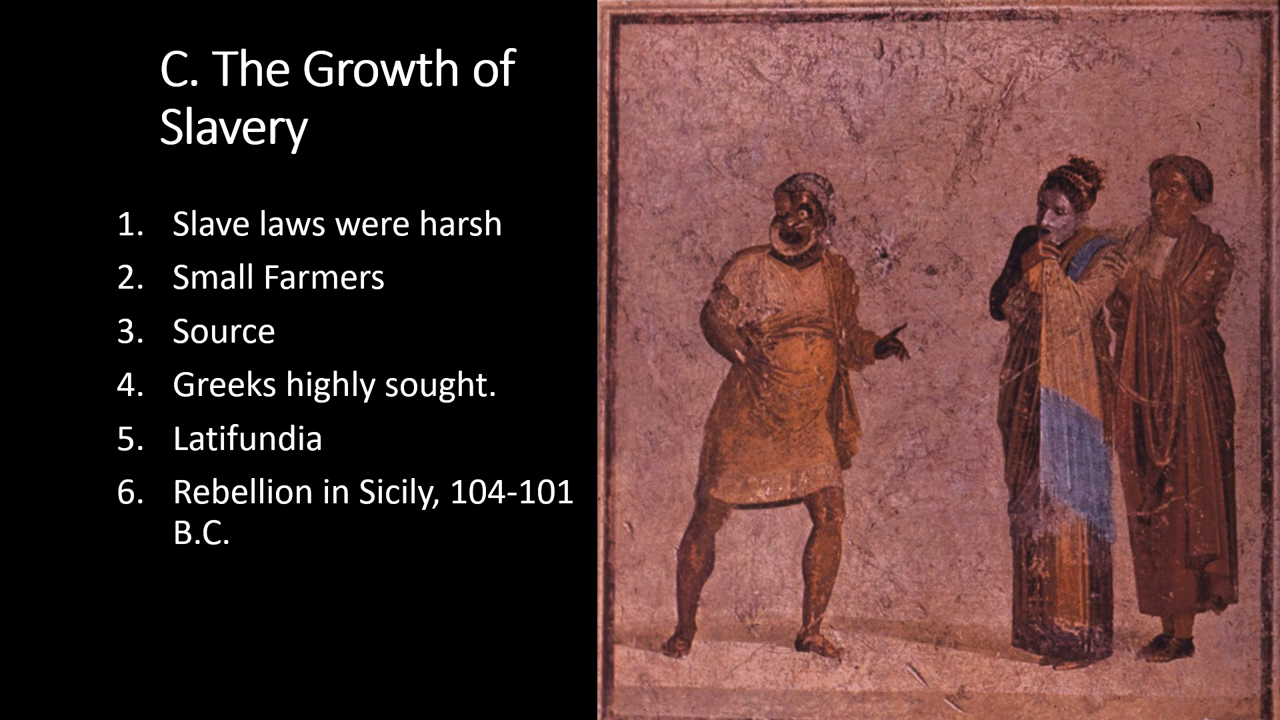 C. The Growth of
Slavery
1. Slave laws were harsh
2. Small Farmers
3. Source
4. Greeks highly sought.
5. Latifundia
6. Rebellion in Sicily, 104-101
B.C.